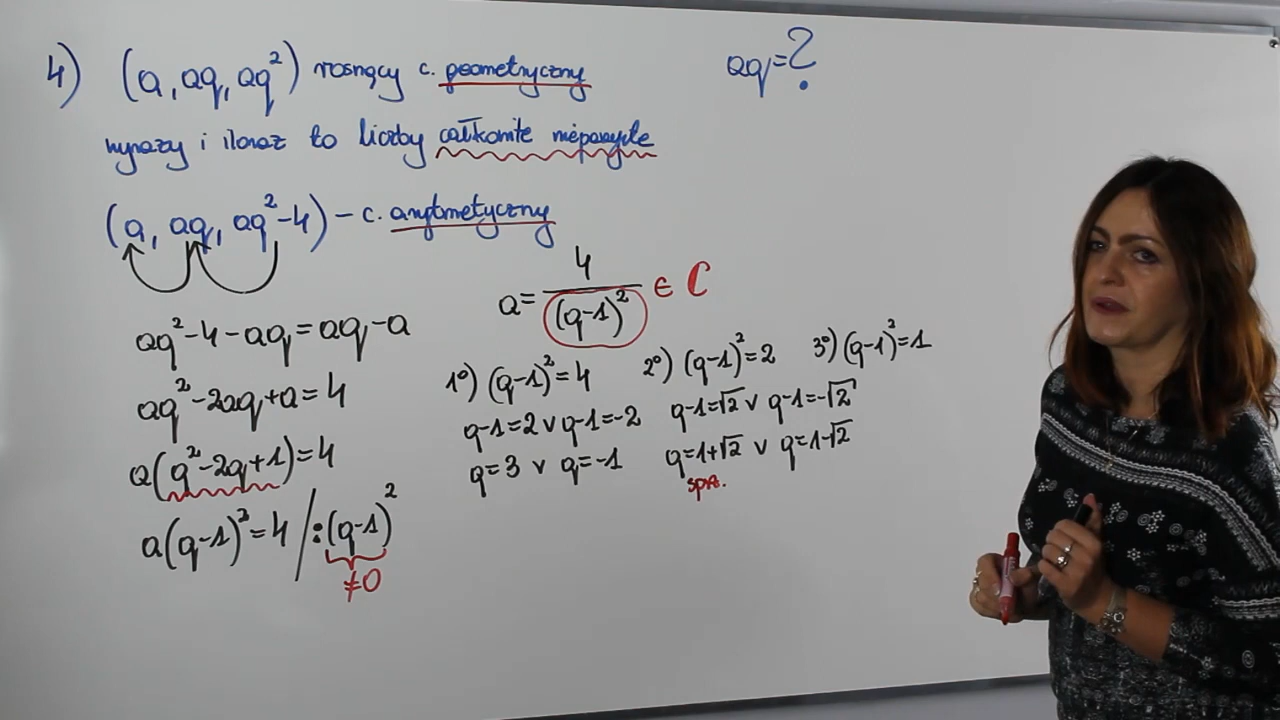 4) (a, aq, aq²) rosnący c. geometryczny
aq=?
wyrazy i iloraz to liczby całkowite nieparzyste
(a, aq, aq²-4) – c. arytmetyczny
aq²-4-aq=aq-a
aq²-2aq+a=4
a(q²-2q+1)=4
a(q-1)²=4 /:(q-1)²
≠0
a=4/(q-1)² ∈ C
1°) (q-1)²=4
q-1=2 v q-1=-2
q=3 v q=-1
2°) (q-1)²=2
q-1=√2 v q-1=-√2
q=1+√2 v q=1-√2
spr.
3°) (q-1)²=1